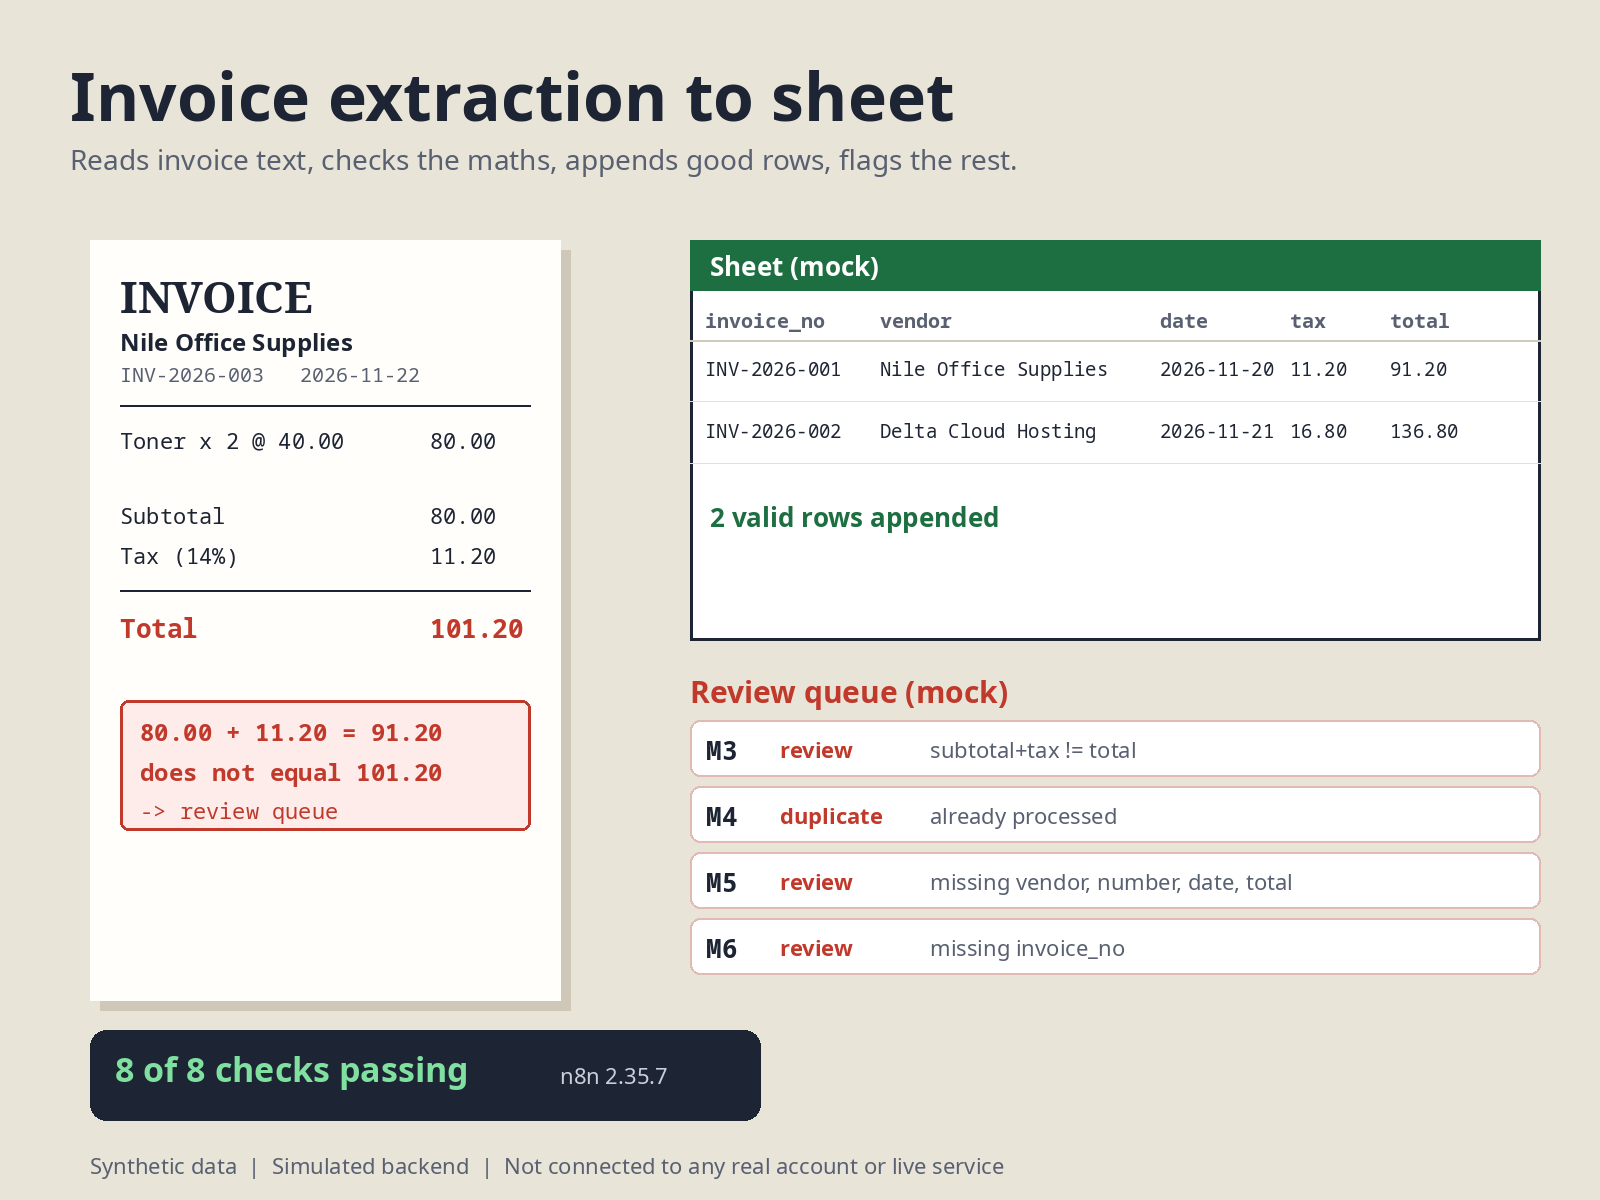 Invoice extraction to sheet
Reads invoice text, checks the maths, appends good rows, flags the rest.
INVOICE
Nile Office Supplies
INV-2026-003 2026-11-22
Toner x 2 @ 40.00 80.00
Subtotal 80.00
Tax (14%) 11.20
Total 101.20
80.00 + 11.20 = 91.20
does not equal 101.20
-> review queue
Sheet (mock)
invoice_no vendor date tax total
INV-2026-001 Nile Office Supplies 2026-11-20 11.20 91.20
INV-2026-002 Delta Cloud Hosting 2026-11-21 16.80 136.80
2 valid rows appended
Review queue (mock)
M3 review subtotal+tax != total
M4 duplicate already processed
M5 review missing vendor, number, date, total
M6 review missing invoice_no
8 of 8 checks passing n8n 2.35.7
Synthetic data | Simulated backend | Not connected to any real account or live service